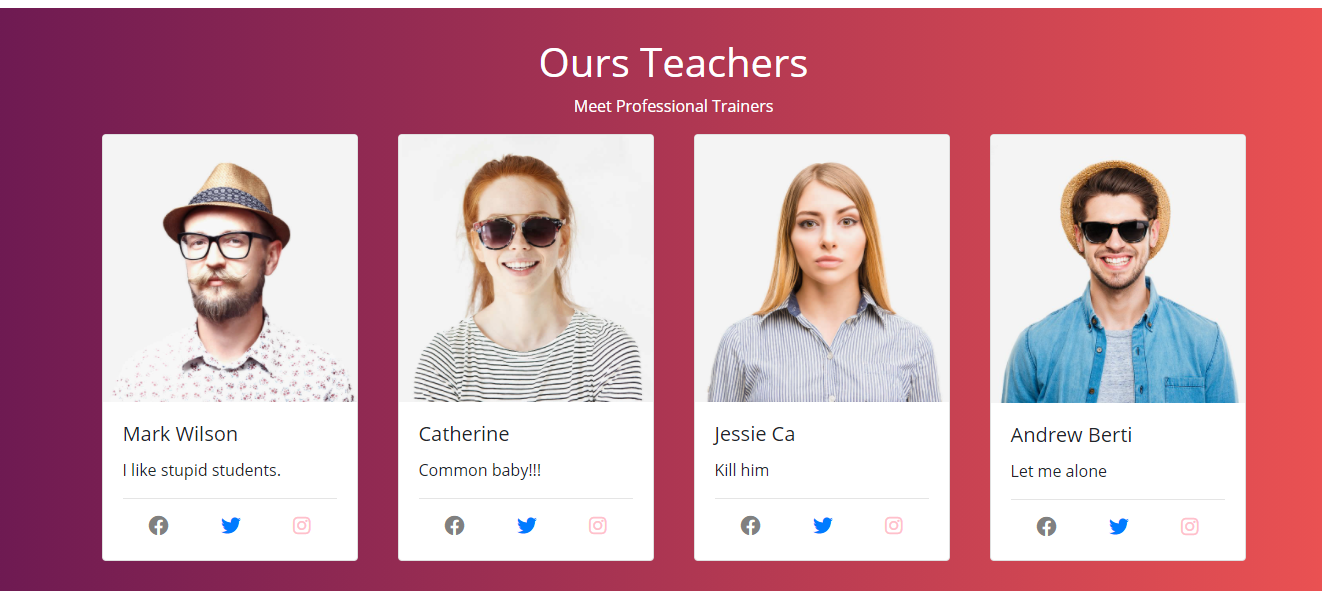 Ours Teachers
Meet Professional Trainers
Mark Wilson
I like stupid students.
Catherine
Common baby!!!
Jessie Ca
Kill him
Andrew Berti
Let me alone